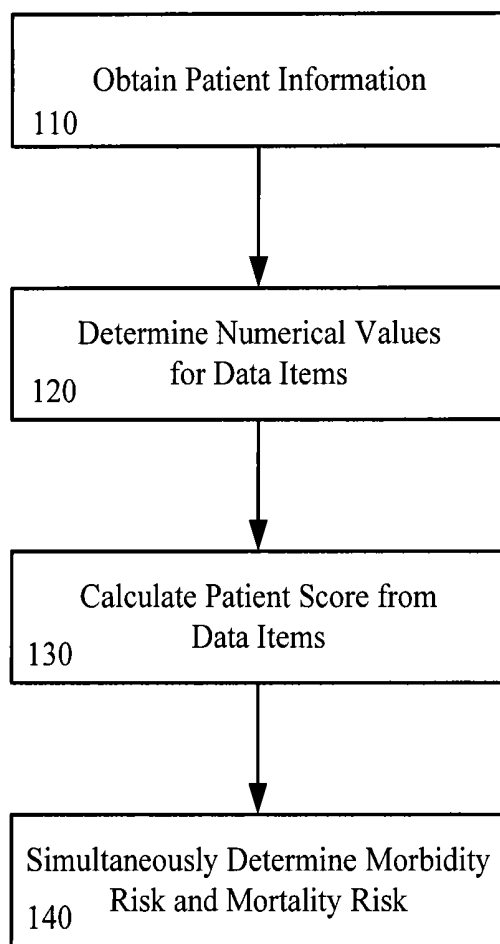 Obtain Patient Information
110
Determine Numerical Values
for Data Items
120
Calculate Patient Score from
Data Items
130
Simultaneously Determine Morbidity
Risk and Mortality Risk
140